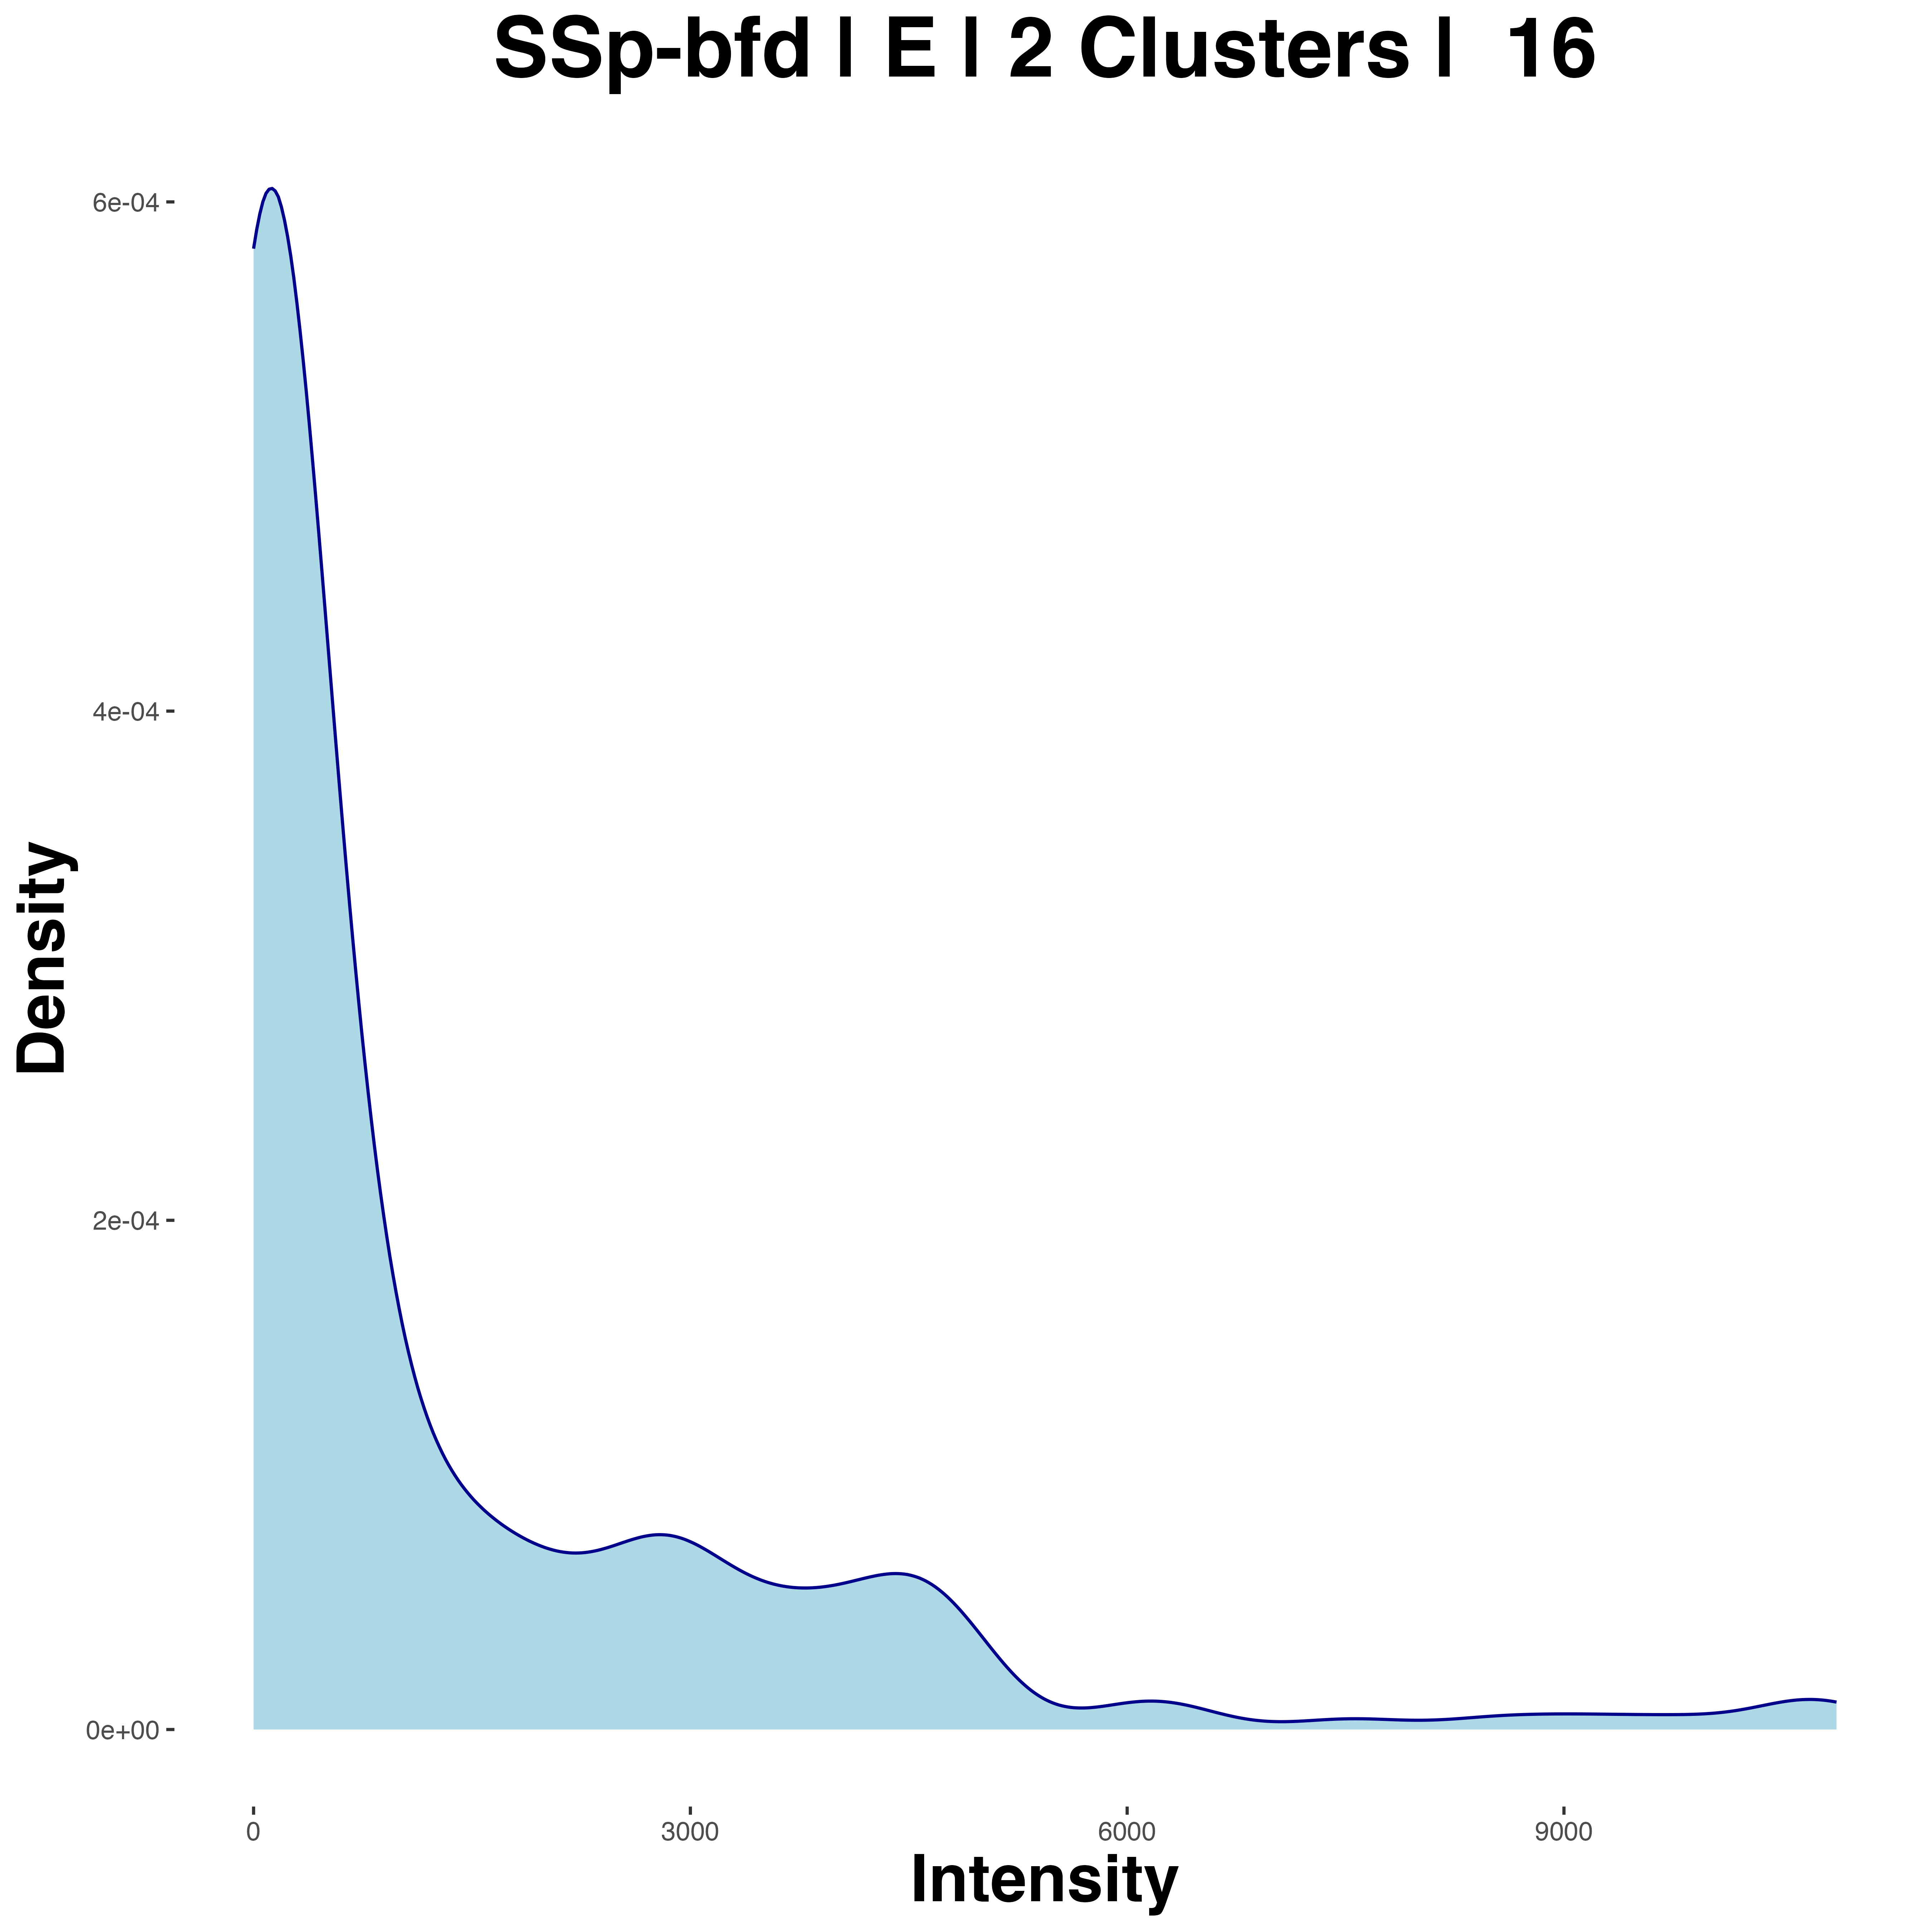 SSp-bfd | E | 2 Clusters |  16
6e-04
4e-04
2e-04
0e+00
Density
0
3000
6000
9000
Intensity